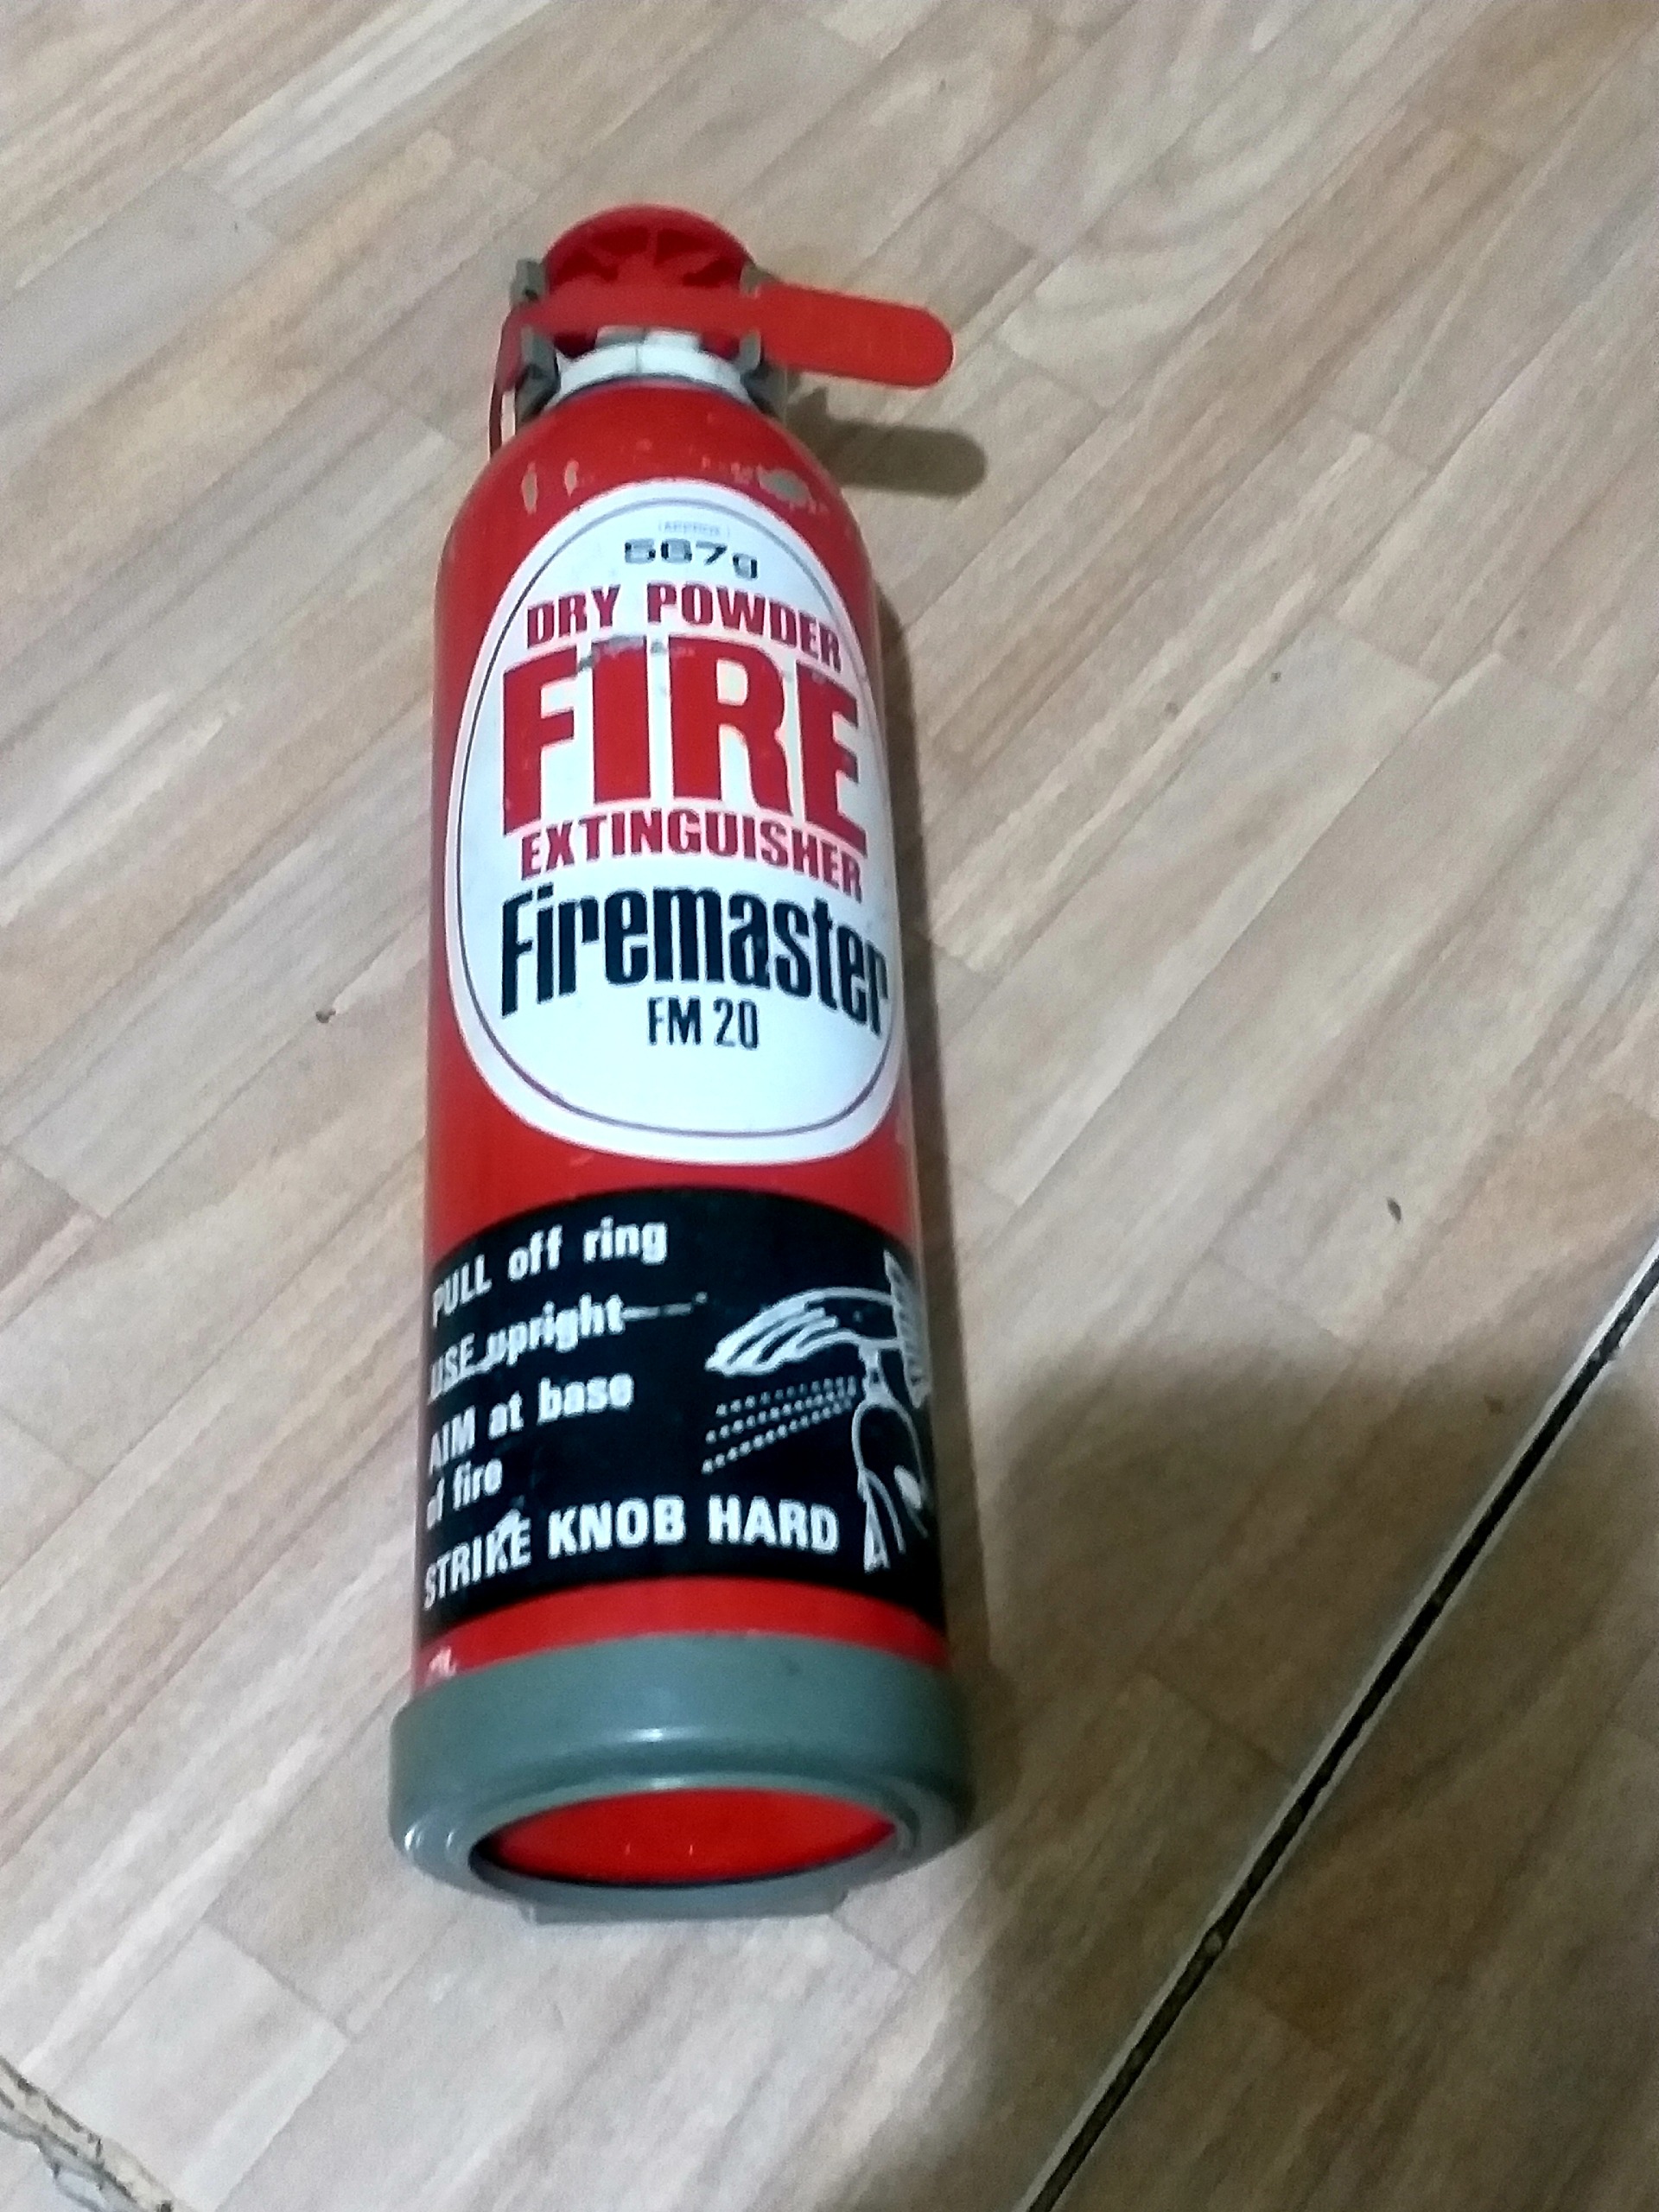 (APPROX.)
567g
DRY POWDER
FIRE
EXTINGUISHER
Firemaster
FM 20
PULL off ring
USE upright
AIM at base
of fire
STRIKE KNOB HARD